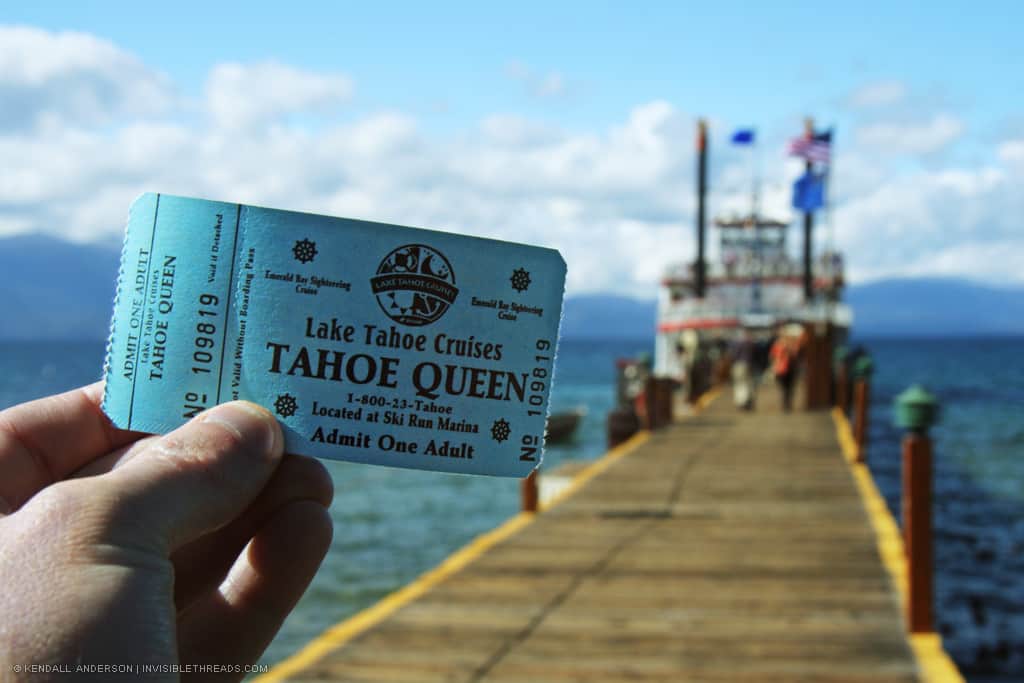 ADMIT ONE ADULT
Lake Tahoe Cruises
TAHOE QUEEN
Nº 109819
Void if Detached
Not Valid Without Boarding Pass
Emerald Bay Sightseeing
Cruise
LAKE TAHOE CRUISES
Emerald Bay Sightseeing
Cruise
Lake Tahoe Cruises
TAHOE QUEEN
1-800-23-Tahoe
Located at Ski Run Marina
Admit One Adult
Nº 109819
© KENDALL ANDERSON | INVISIBLETHREADS.COM